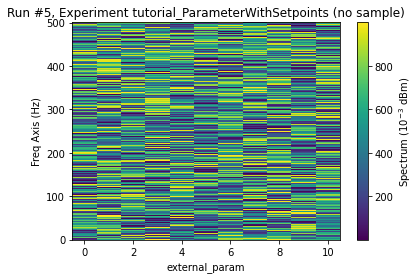 Run #5, Experiment tutorial_ParameterWithSetpoints (no sample)
500
400
300
200
100
0
Freq Axis (Hz)
0 2 4 6 8 10
external_param
800
600
400
200
Spectrum (10⁻³ dBm)